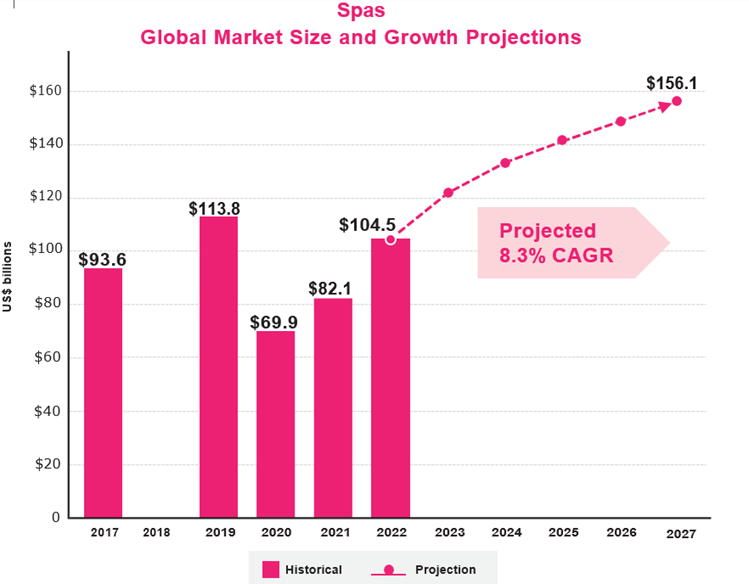 Spas
Global Market Size and Growth Projections
US$ billions
$160
$140
$120
$100
$80
$60
$40
$20
0
$93.6
$113.8
$69.9
$82.1
$104.5
$156.1
Projected
8.3% CAGR
2017 2018 2019 2020 2021 2022 2023 2024 2025 2026 2027
Historical Projection